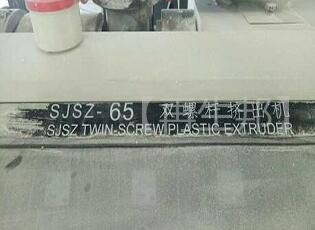 SJSZ-65 双螺杆挤出机
SJSZ TWIN-SCREW PLASTIC EXTRUDER